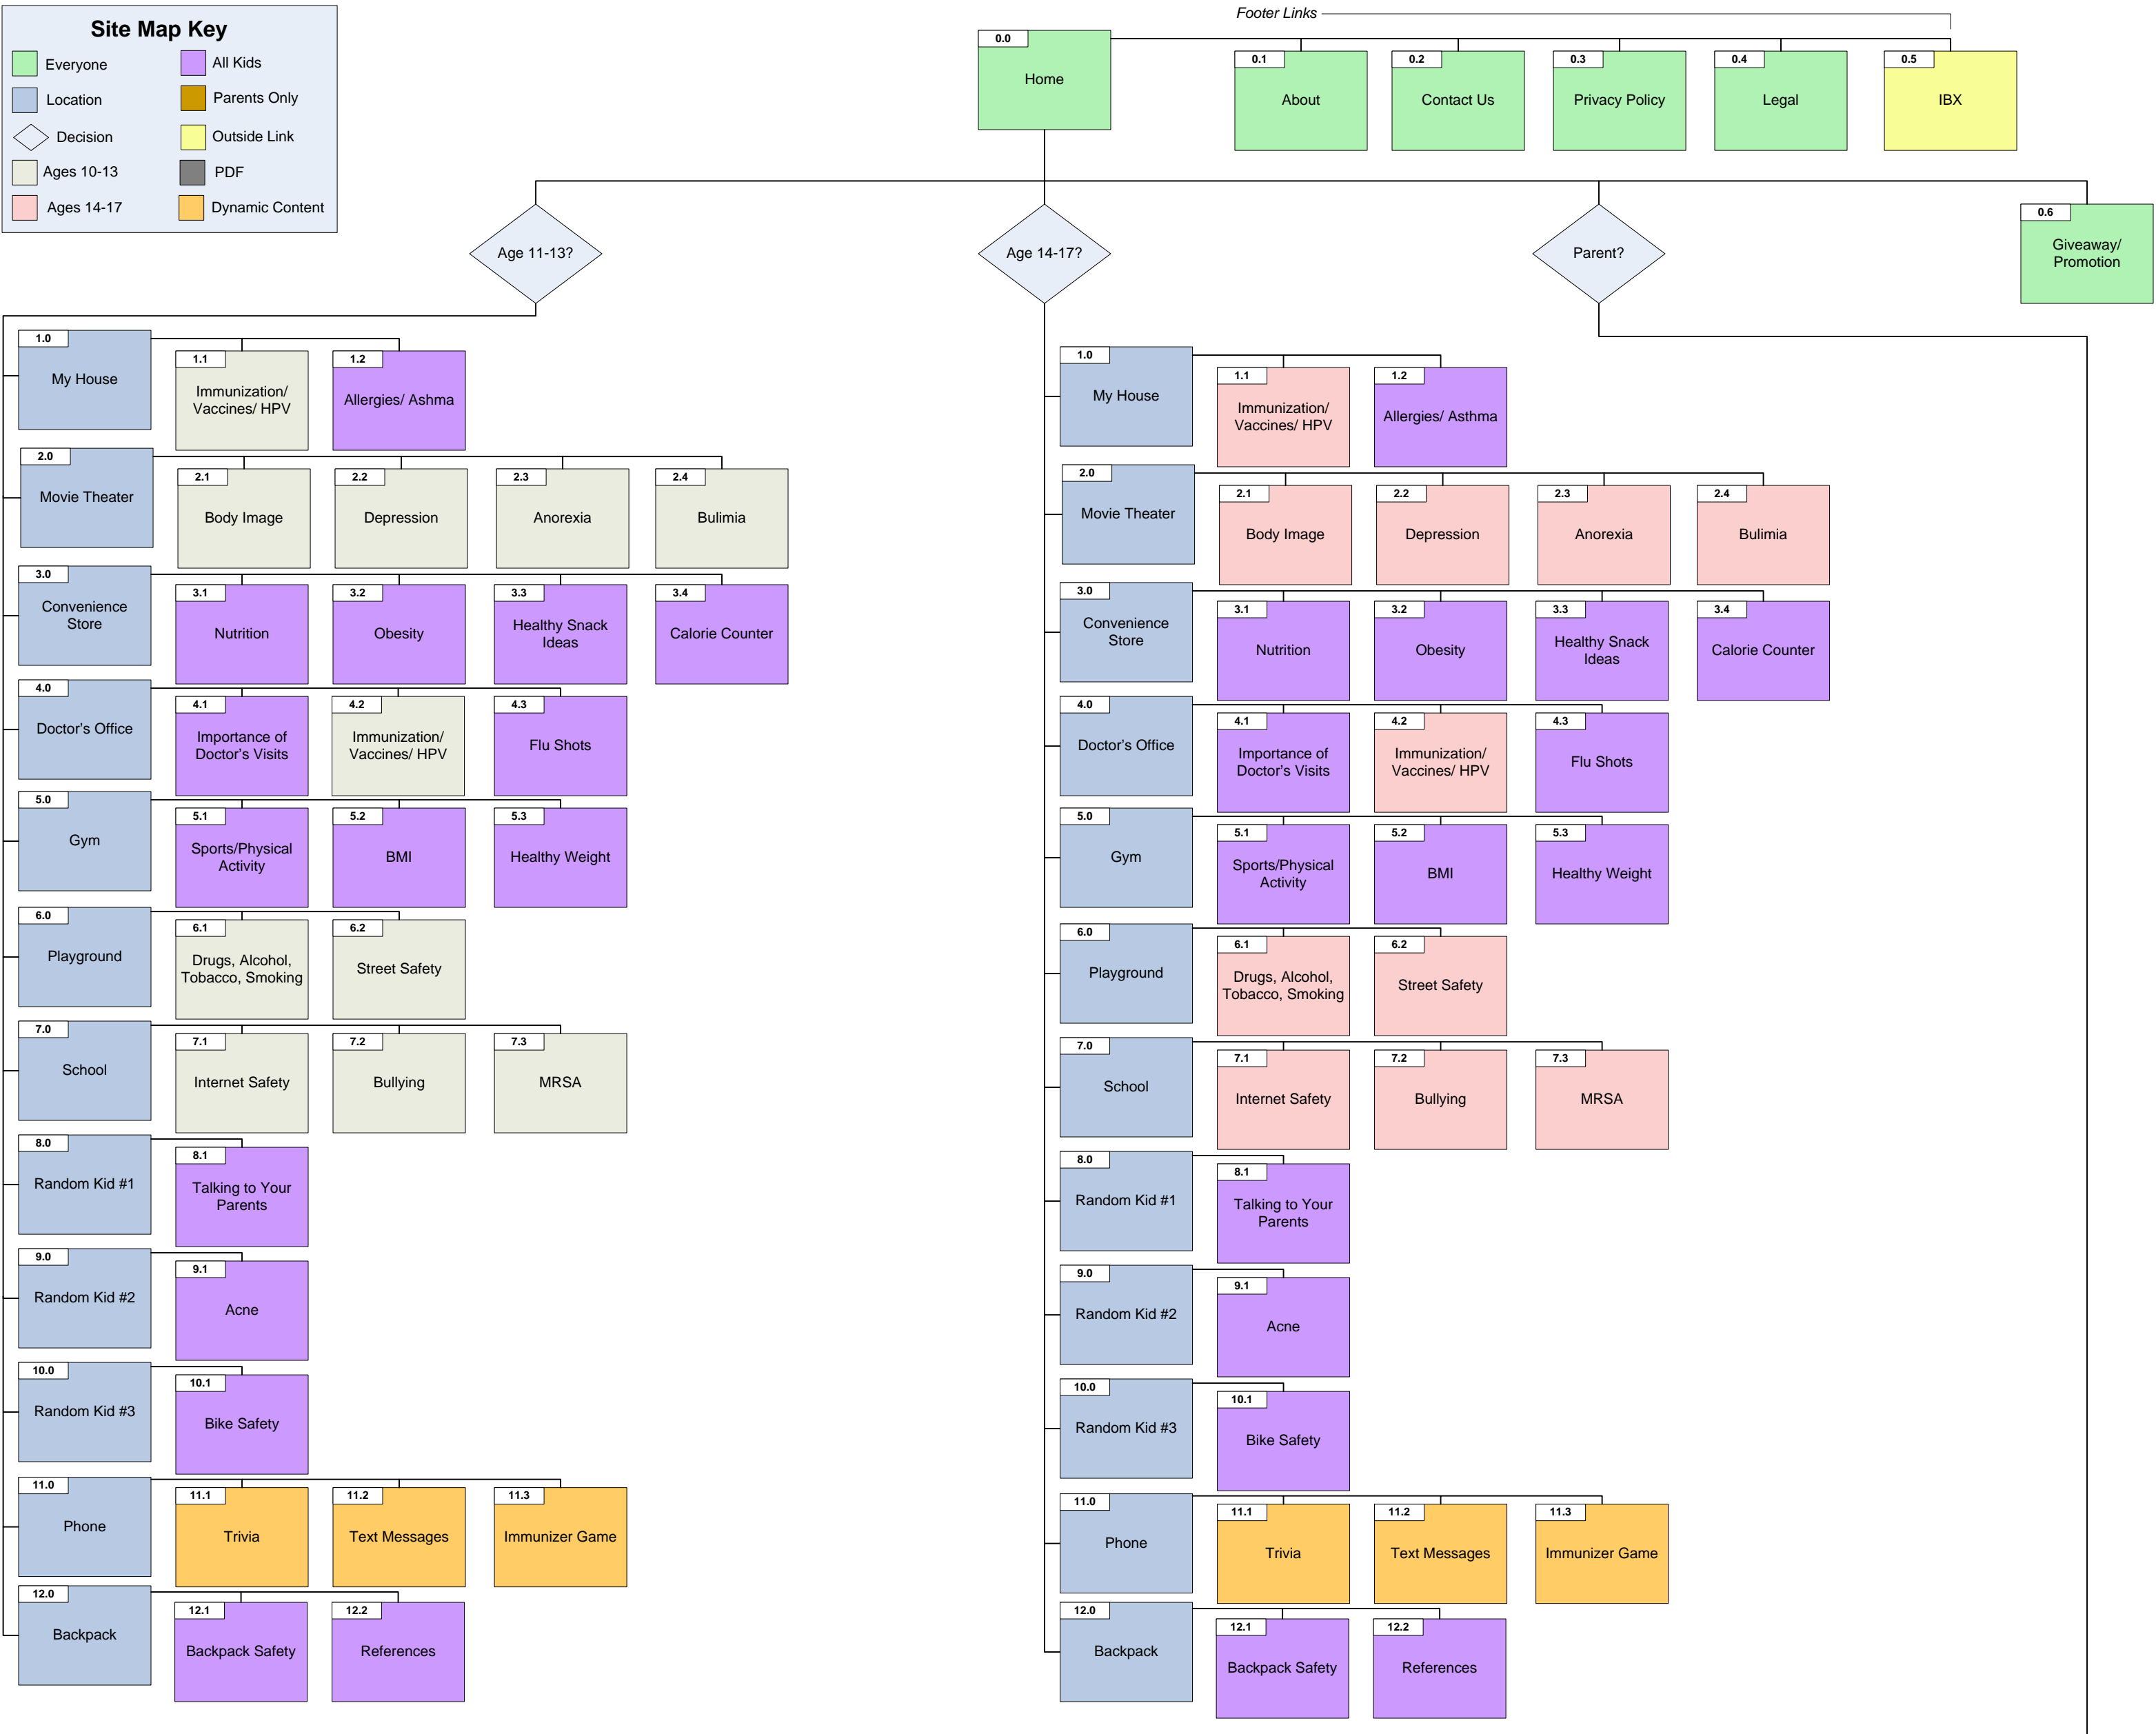 Footer Links
Site Map Key
Everyone
All Kids
Location
Parents Only
Decision
Outside Link
Ages 10-13
PDF
Ages 14-17
Dynamic Content
0.0
Home
0.1
About
0.2
Contact Us
0.3
Privacy Policy
0.4
Legal
0.5
IBX
Age 11-13?
Age 14-17?
Parent?
0.6
Giveaway/
Promotion
1.0
My House
1.1
Immunization/
Vaccines/ HPV
1.2
Allergies/ Ashma
2.0
Movie Theater
2.1
Body Image
2.2
Depression
2.3
Anorexia
2.4
Bulimia
3.0
Convenience
Store
3.1
Nutrition
3.2
Obesity
3.3
Healthy Snack
Ideas
3.4
Calorie Counter
4.0
Doctor's Office
4.1
Importance of
Doctor's Visits
4.2
Immunization/
Vaccines/ HPV
4.3
Flu Shots
5.0
Gym
5.1
Sports/Physical
Activity
5.2
BMI
5.3
Healthy Weight
6.0
Playground
6.1
Drugs, Alcohol,
Tobacco, Smoking
6.2
Street Safety
7.0
School
7.1
Internet Safety
7.2
Bullying
7.3
MRSA
8.0
Random Kid #1
8.1
Talking to Your
Parents
9.0
Random Kid #2
9.1
Acne
10.0
Random Kid #3
10.1
Bike Safety
11.0
Phone
11.1
Trivia
11.2
Text Messages
11.3
Immunizer Game
12.0
Backpack
12.1
Backpack Safety
12.2
References
1.0
My House
1.1
Immunization/
Vaccines/ HPV
1.2
Allergies/ Asthma
2.0
Movie Theater
2.1
Body Image
2.2
Depression
2.3
Anorexia
2.4
Bulimia
3.0
Convenience
Store
3.1
Nutrition
3.2
Obesity
3.3
Healthy Snack
Ideas
3.4
Calorie Counter
4.0
Doctor's Office
4.1
Importance of
Doctor's Visits
4.2
Immunization/
Vaccines/ HPV
4.3
Flu Shots
5.0
Gym
5.1
Sports/Physical
Activity
5.2
BMI
5.3
Healthy Weight
6.0
Playground
6.1
Drugs, Alcohol,
Tobacco, Smoking
6.2
Street Safety
7.0
School
7.1
Internet Safety
7.2
Bullying
7.3
MRSA
8.0
Random Kid #1
8.1
Talking to Your
Parents
9.0
Random Kid #2
9.1
Acne
10.0
Random Kid #3
10.1
Bike Safety
11.0
Phone
11.1
Trivia
11.2
Text Messages
11.3
Immunizer Game
12.0
Backpack
12.1
Backpack Safety
12.2
References